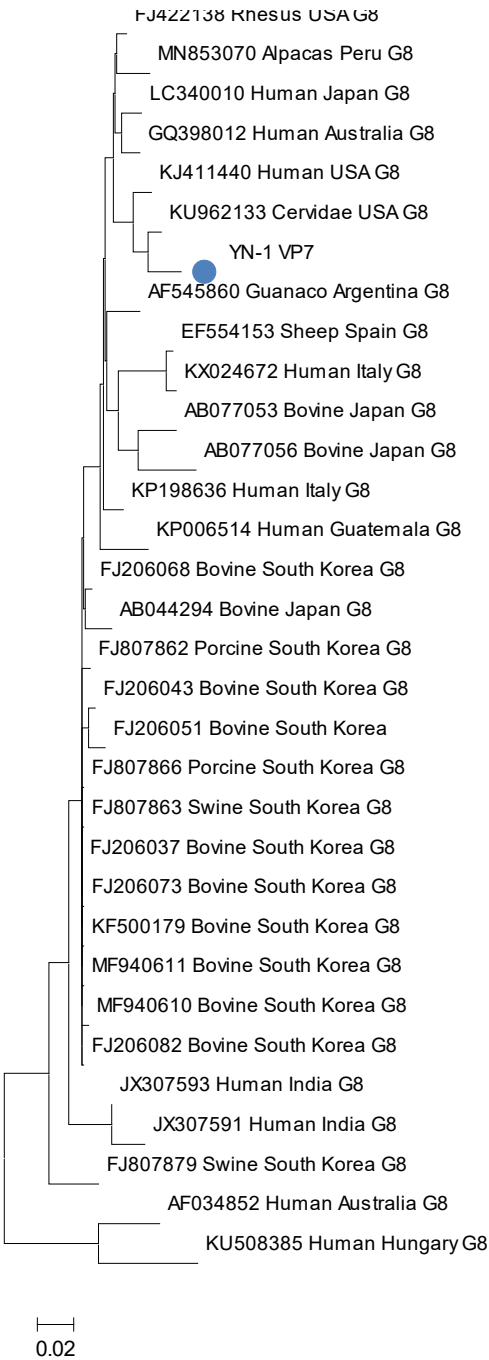 FJ422138 Rhesus USA G8
MN853070 Alpacas Peru G8
LC340010 Human Japan G8
GQ398012 Human Australia G8
KJ411440 Human USA G8
KU962133 Cervidae USA G8
YN-1 VP7
AF545860 Guanaco Argentina G8
EF554153 Sheep Spain G8
KX024672 Human Italy G8
AB077053 Bovine Japan G8
AB077056 Bovine Japan G8
KP198636 Human Italy G8
KP006514 Human Guatemala G8
FJ206068 Bovine South Korea G8
AB044294 Bovine Japan G8
FJ807862 Porcine South Korea G8
FJ206043 Bovine South Korea G8
FJ206051 Bovine South Korea
FJ807866 Porcine South Korea G8
FJ807863 Swine South Korea G8
FJ206037 Bovine South Korea G8
FJ206073 Bovine South Korea G8
KF500179 Bovine South Korea G8
MF940611 Bovine South Korea G8
MF940610 Bovine South Korea G8
FJ206082 Bovine South Korea G8
JX307593 Human India G8
JX307591 Human India G8
FJ807879 Swine South Korea G8
AF034852 Human Australia G8
KU508385 Human Hungary G8
0.02